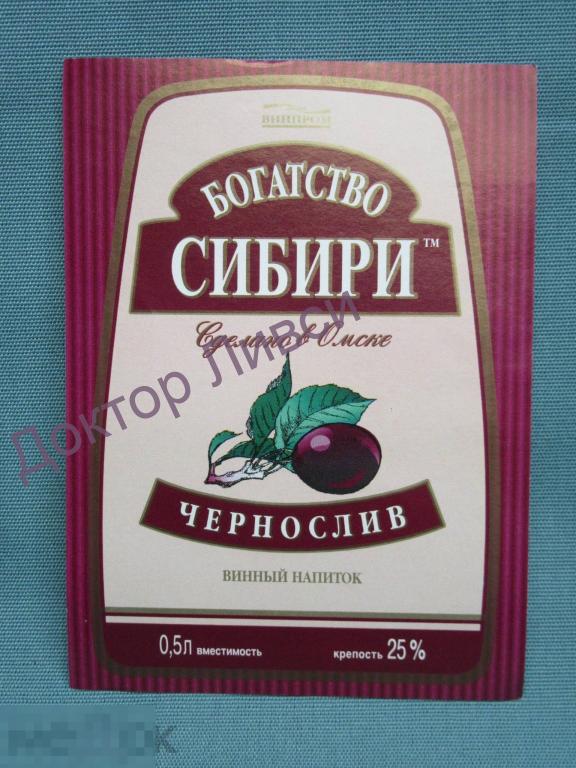 ВИНПРОМ
БОГАТСТВО
СИБИРИ™
Сделано в Омске
Доктор Ливси
ЧЕРНОСЛИВ
ВИННЫЙ НАПИТОК
0,5л вместимость крепость 25%